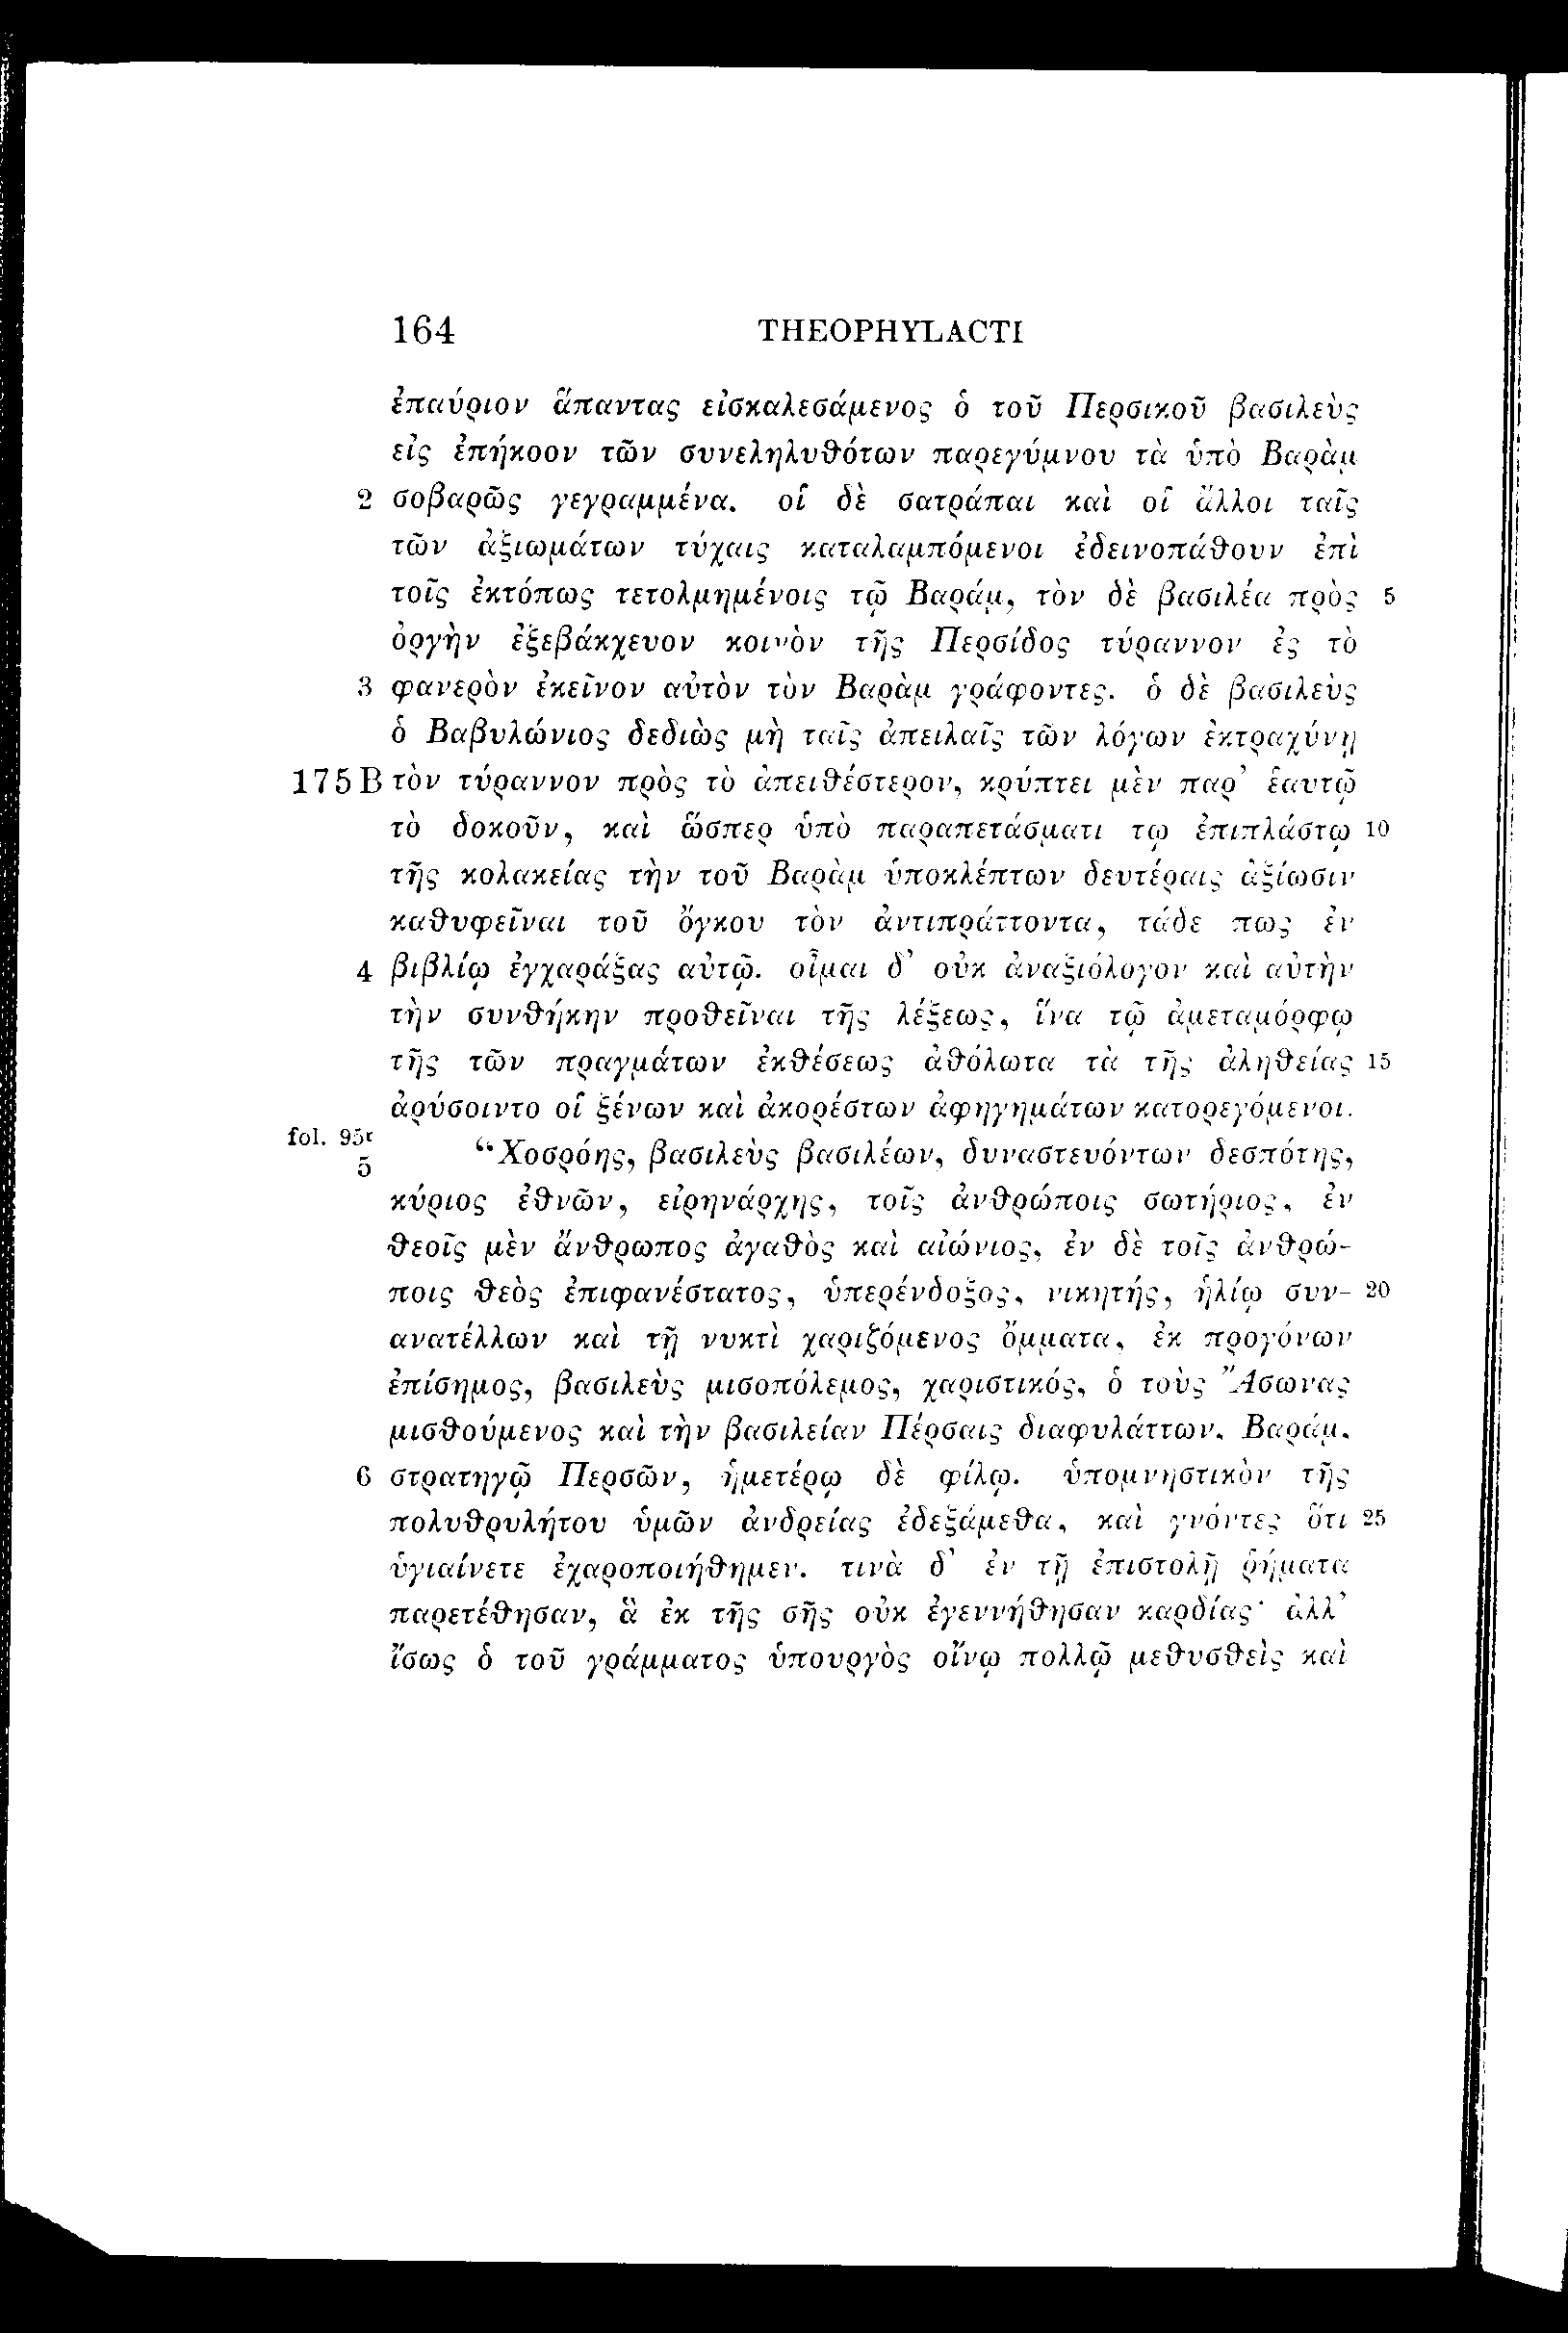 164 THEOPHYLACTI
ἐπαύριον ἅπαντας εἰσκαλεσάμενος ὁ τοῦ Περσικοῦ βασιλεὺς
εἰς ἐπήκοον τῶν συνεληλυθότων παρεγύμνου τὰ ὑπὸ Βαρὰμ
2 σοβαρῶς γεγραμμένα. οἱ δὲ σατράπαι καὶ οἱ ἄλλοι ταῖς
τῶν ἀξιωμάτων τύχαις καταλαμπόμενοι ἐδεινοπάθουν ἐπὶ
τοῖς ἐκτόπως τετολμημένοις τῷ Βαράμ, τὸν δὲ βασιλέα πρὸς 5
ὀργὴν ἐξεβάκχευον κοινὸν τῆς Περσίδος τύραννον ἐς τὸ
3 φανερὸν ἐκεῖνον αὐτὸν τὸν Βαρὰμ γράφοντες. ὁ δὲ βασιλεὺς
ὁ Βαβυλώνιος δεδιὼς μὴ ταῖς ἀπειλαῖς τῶν λόγων ἐκτραχύνῃ
175 B τὸν τύραννον πρὸς τὸ ἀπειθέστερον, κρύπτει μὲν παρ’ ἑαυτῷ
τὸ δοκοῦν, καὶ ὥσπερ ὑπὸ παραπετάσματι τῳ ἐπιπλάστῳ 10
τῆς κολακείας τὴν τοῦ Βαρὰμ ὑποκλέπτων δευτέραις ἀξίωσιν
καθυφεῖναι τοῦ ὄγκου τὸν ἀντιπράττοντα, τάδε πως ἐν
4 βιβλίῳ ἐγχαράξας αὐτῷ. οἶμαι δ’ οὐκ ἀναξιόλογον καὶ αὐτὴν
τὴν συνθήκην προθεῖναι τῆς λέξεως, ἵνα τῷ ἀμεταμόρφῳ
τῆς τῶν πραγμάτων ἐκθέσεως ἀθόλωτα τὰ τῆς ἀληθείας 15
ἀρύσοιντο οἱ ξένων καὶ ἀκορέστων ἀφηγημάτων κατορεγόμενοι.
fol. 95r
5 “Χοσρόης, βασιλεὺς βασιλέων, δυναστευόντων δεσπότης,
κύριος ἐθνῶν, εἰρηνάρχης, τοῖς ἀνθρώποις σωτήριος, ἐν
θεοῖς μὲν ἄνθρωπος ἀγαθὸς καὶ αἰώνιος, ἐν δὲ τοῖς ἀνθρώ-
ποις θεὸς ἐπιφανέστατος, ὑπερένδοξος, νικητής, ἡλίῳ συν- 20
ανατέλλων καὶ τῇ νυκτὶ χαριζόμενος ὄμματα, ἐκ προγόνων
ἐπίσημος, βασιλεὺς μισοπόλεμος, χαριστικός, ὁ τοὺς Ἄσωνας
μισθούμενος καὶ τὴν βασιλείαν Πέρσαις διαφυλάττων, Βαράμ,
6 στρατηγῷ Περσῶν, ἡμετέρῳ δὲ φίλῳ. ὑπομνηστικὸν τῆς
πολυθρυλήτου ὑμῶν ἀνδρείας ἐδεξάμεθα, καὶ γνόντες ὅτι 25
ὑγιαίνετε ἐχαροποιήθημεν. τινὰ δ’ ἐν τῇ ἐπιστολῇ ῥήματα
παρετέθησαν, ἃ ἐκ τῆς σῆς οὐκ ἐγεννήθησαν καρδίας· ἀλλ’
ἴσως ὁ τοῦ γράμματος ὑπουργὸς οἴνῳ πολλῷ μεθυσθεὶς καὶ